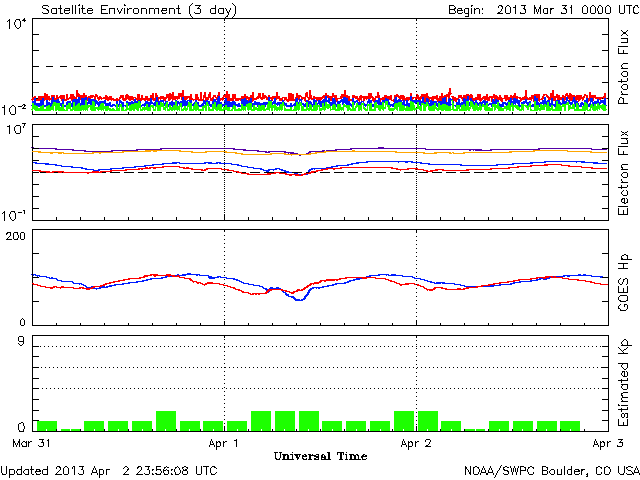 Satellite Environment (3 day) Begin: 2013 Mar 31 0000 UTC
10⁴
Proton Flux
10⁻²
10⁷
Electron Flux
10⁻¹
200
GOES Hp
0
9
Estimated Kp
0
Mar 31 Apr 1 Apr 2 Apr 3
Universal Time
Updated 2013 Apr 2 23:56:08 UTC NOAA/SWPC Boulder, CO USA